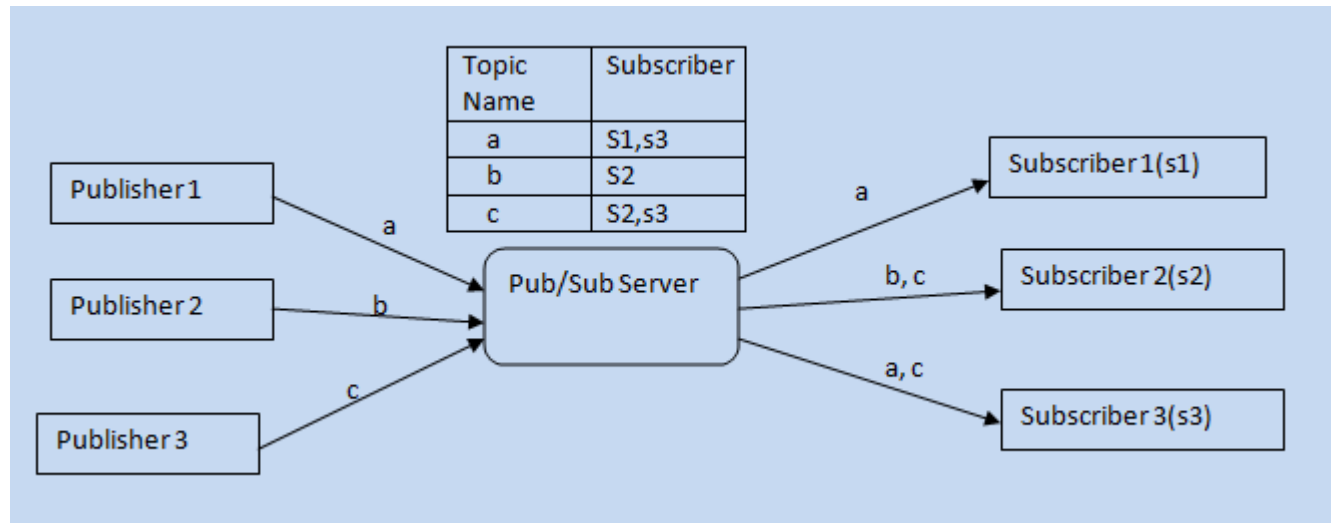 Topic Name Subscriber
a S1,s3
b S2
c S2,s3
Publisher 1
a
Publisher 2
b
Publisher 3
c
Pub/Sub Server
a
Subscriber 1(s1)
b, c
Subscriber 2(s2)
a, c
Subscriber 3(s3)